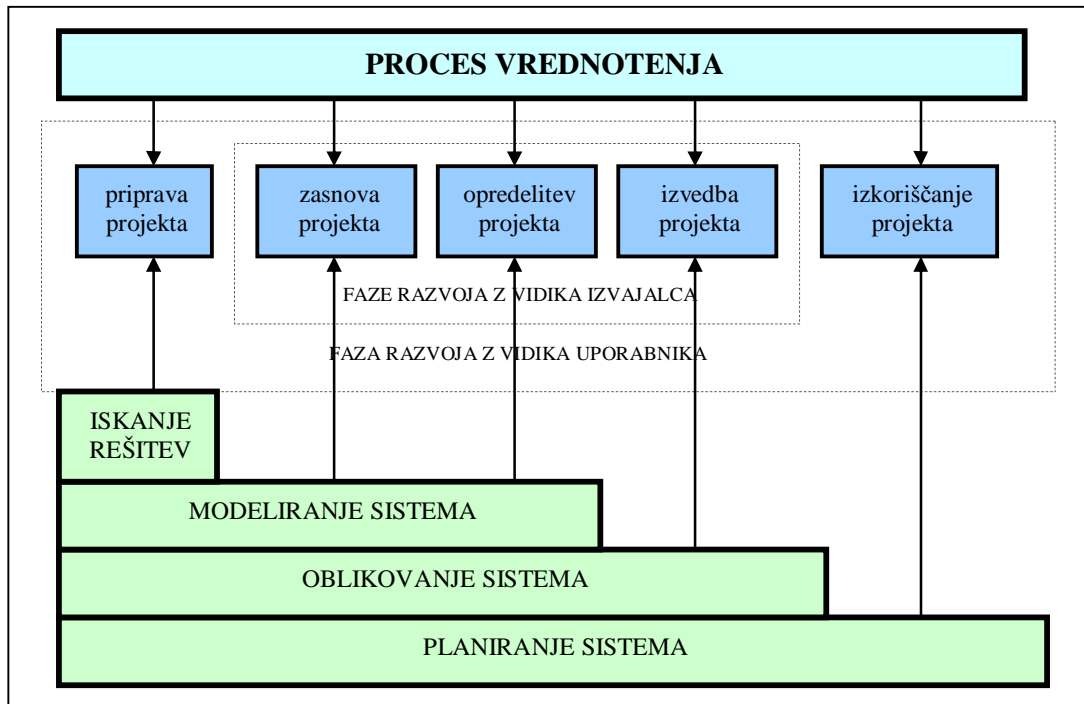 PROCES VREDNOTENJA
priprava
projekta
zasnova
projekta
opredelitev
projekta
izvedba
projekta
izkoriščanje
projekta
FAZE RAZVOJA Z VIDIKA IZVAJALCA
FAZA RAZVOJA Z VIDIKA UPORABNIKA
ISKANJE
REŠITEV
MODELIRANJE SISTEMA
OBLIKOVANJE SISTEMA
PLANIRANJE SISTEMA